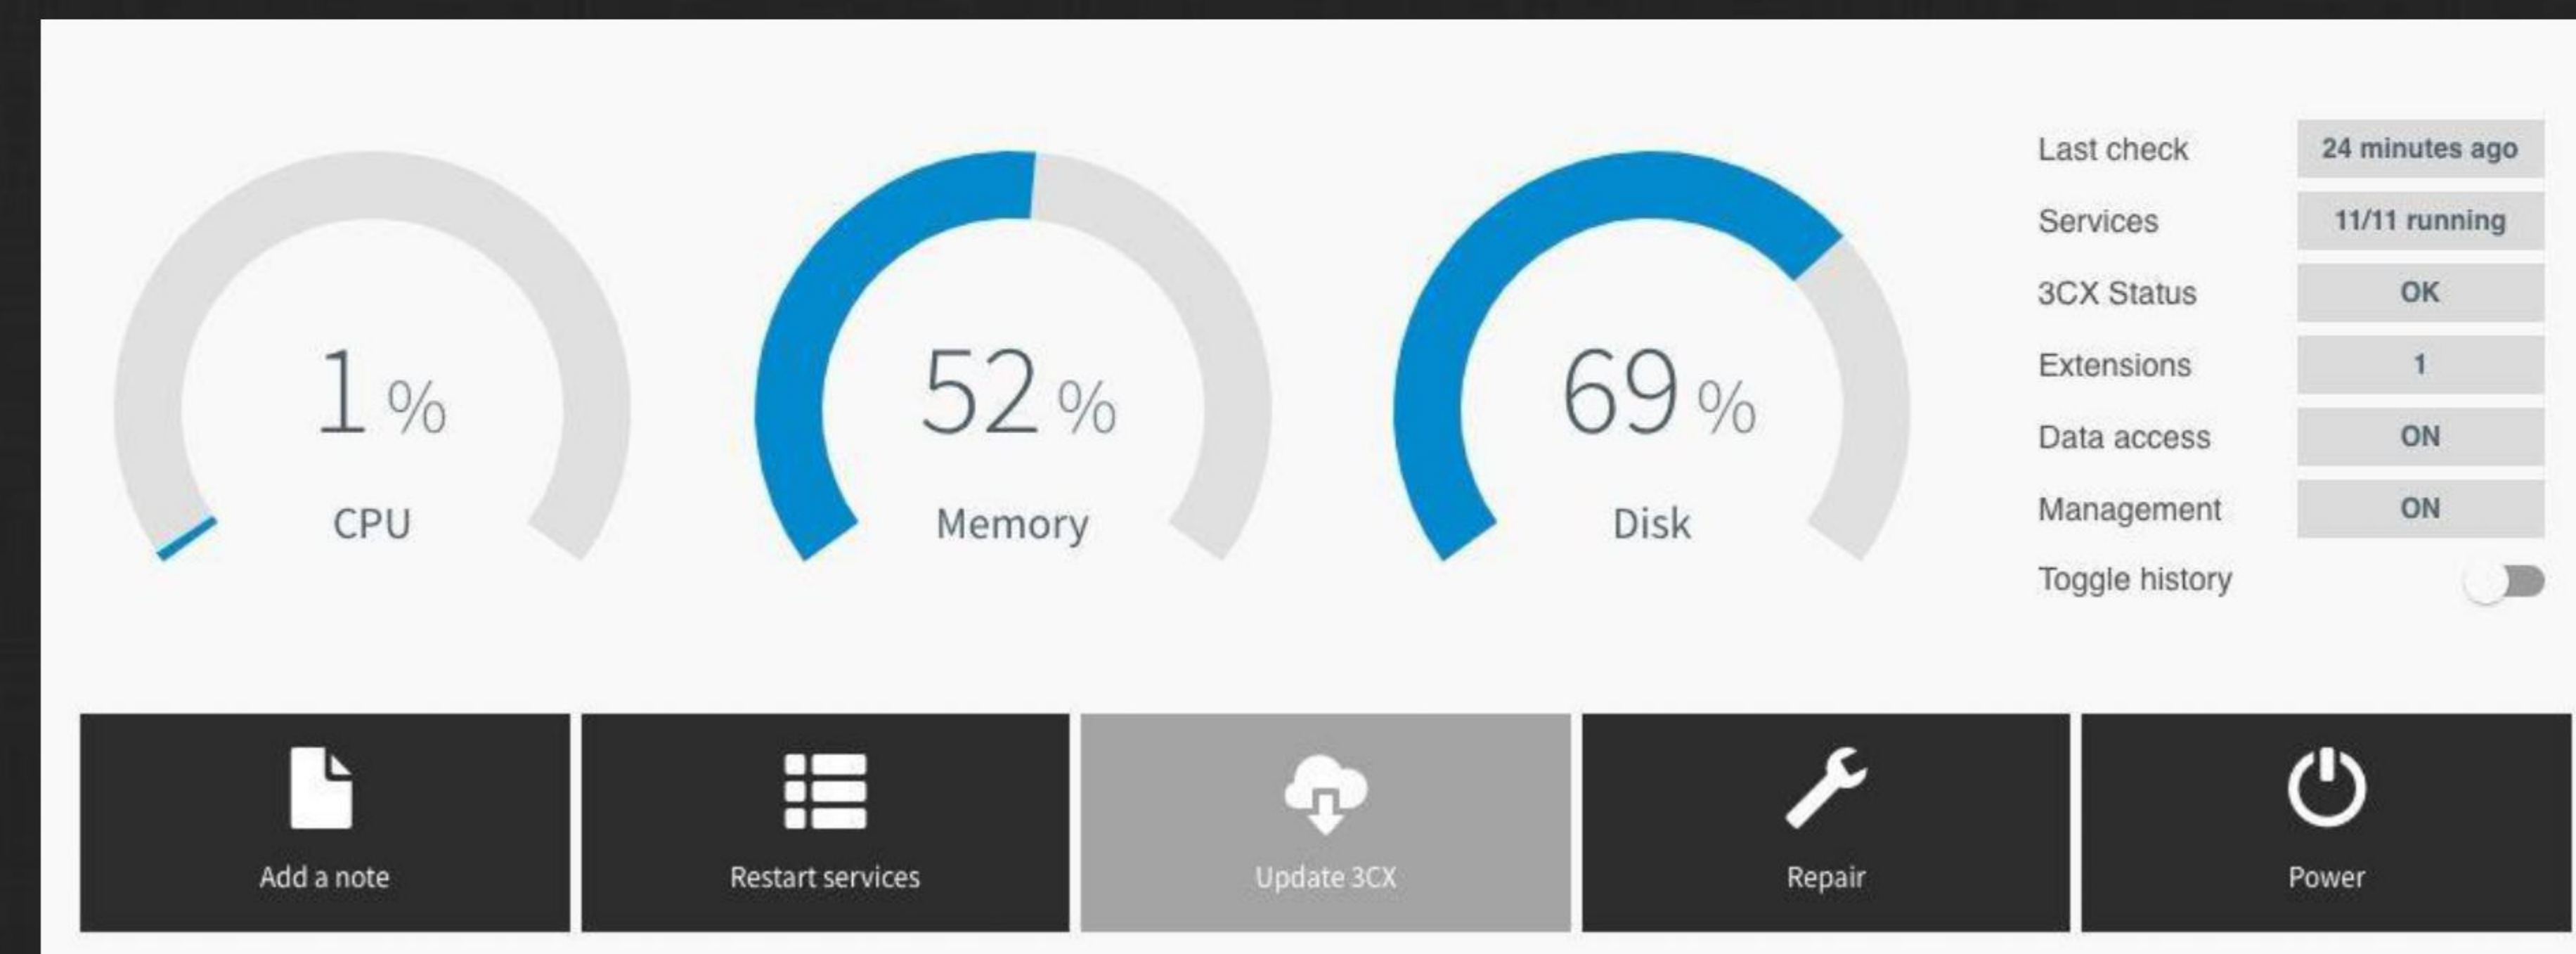 1 %
CPU
52 %
Memory
69 %
Disk
Last check 24 minutes ago
Services 11/11 running
3CX Status OK
Extensions 1
Data access ON
Management ON
Toggle history
Add a note
Restart services
Update 3CX
Repair
Power